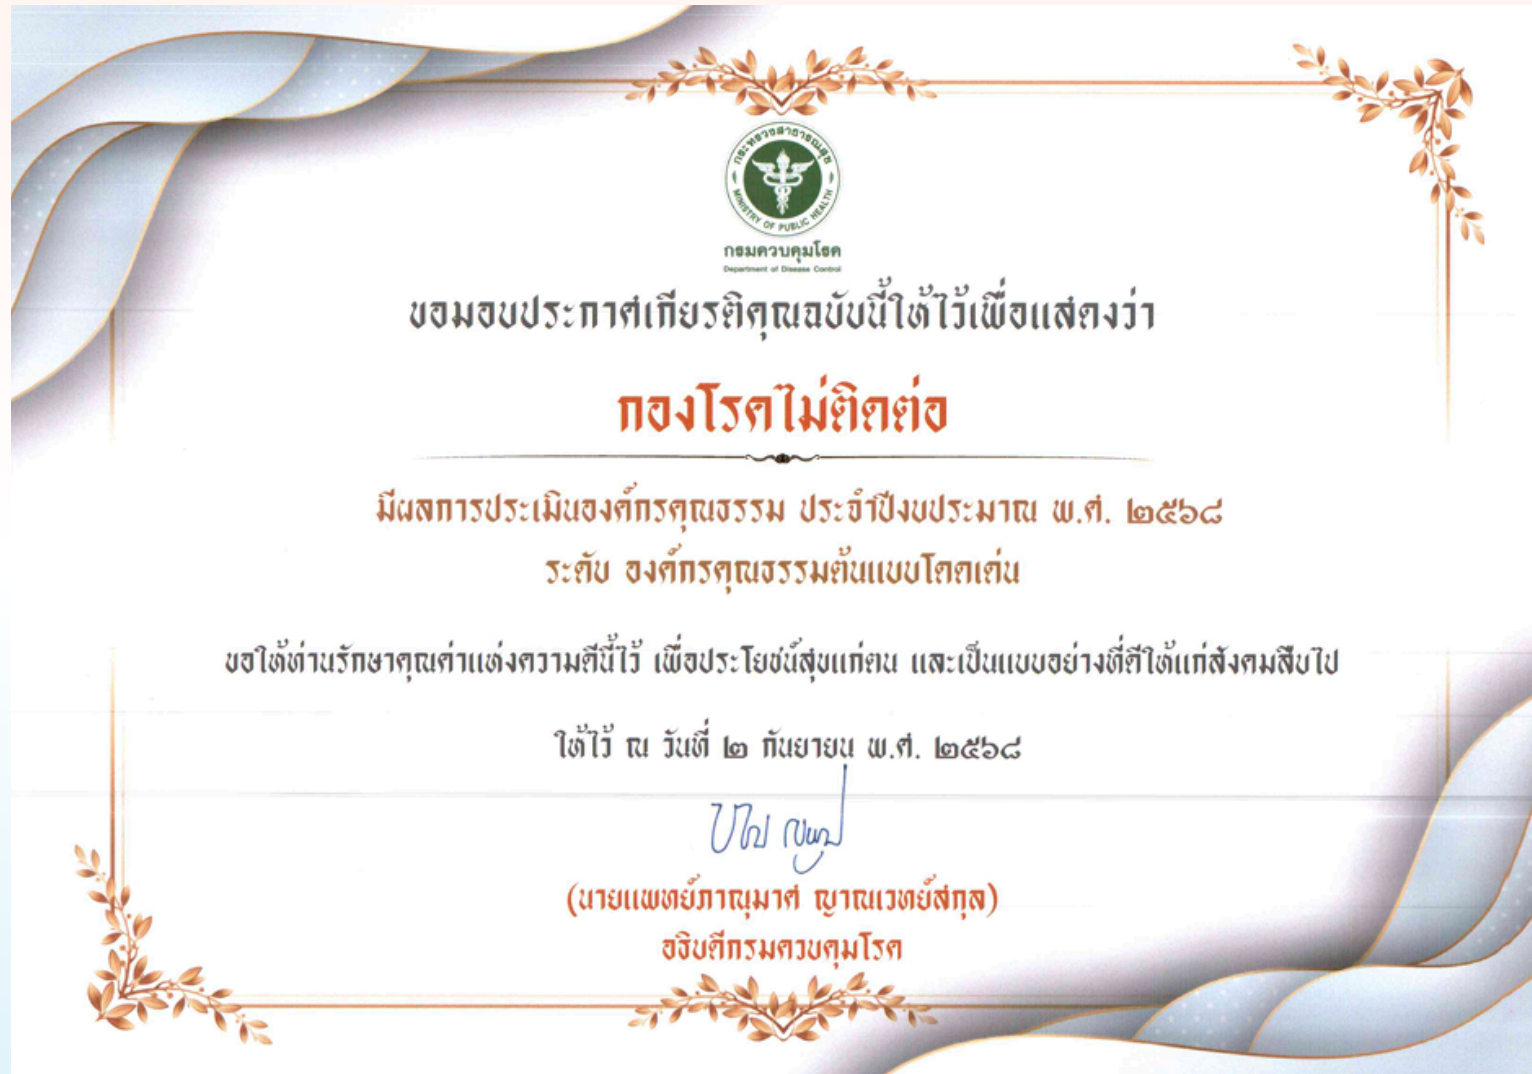 กระทรวงสาธารณสุข
MINISTRY OF PUBLIC HEALTH
กรมควบคุมโรค
Department of Disease Control
ขอมอบประกาศเกียรติคุณฉบับนี้ให้ไว้เพื่อแสดงว่า
กองโรคไม่ติดต่อ
มีผลการประเมินองค์กรคุณธรรม ประจำปีงบประมาณ พ.ศ. ๒๕๖๘
ระดับ องค์กรคุณธรรมต้นแบบโดดเด่น
ขอให้ท่านรักษาคุณค่าแห่งความดีนี้ไว้ เพื่อประโยชน์สุขแก่ตน และเป็นแบบอย่างที่ดีให้แก่สังคมสืบไป
ให้ไว้ ณ วันที่ ๒ กันยายน พ.ศ. ๒๕๖๘
(นายแพทย์ภาณุมาศ ญาณเวทย์สกุล)
อธิบดีกรมควบคุมโรค